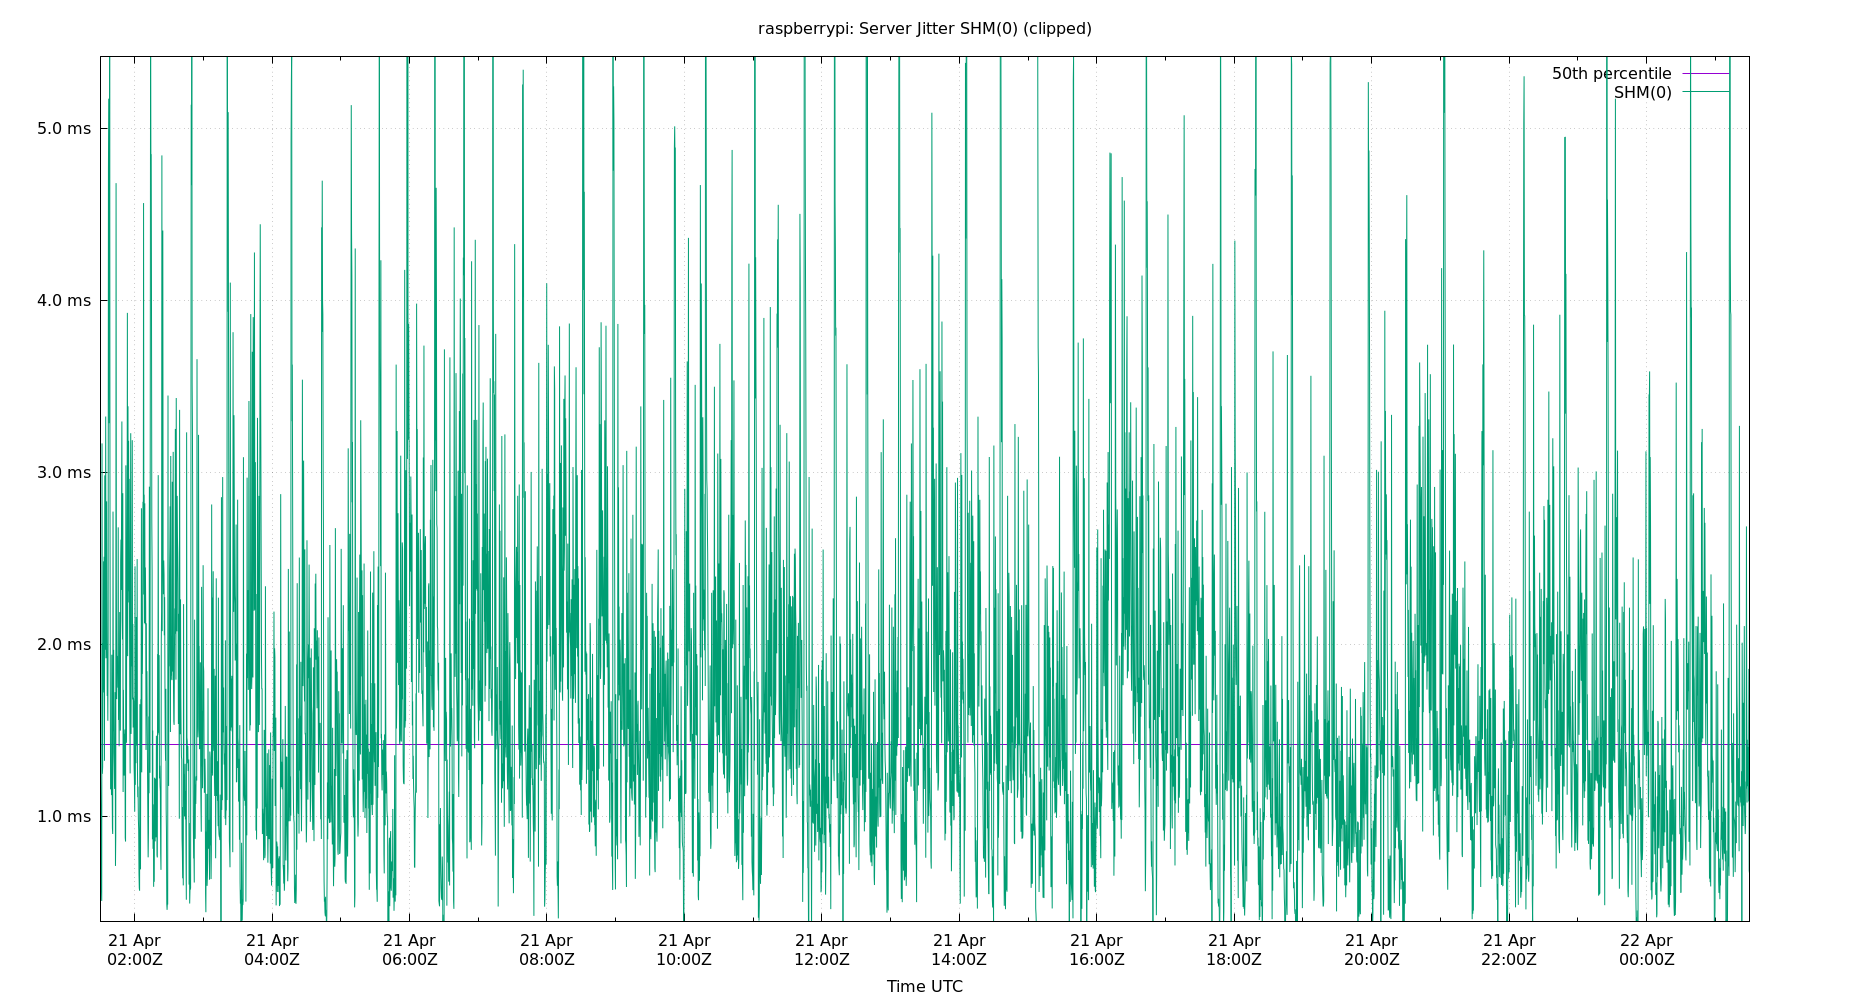 raspberrypi: Server Jitter SHM(0) (clipped)
50th percentile
SHM(0)
5.0 ms
4.0 ms
3.0 ms
2.0 ms
1.0 ms
21 Apr 21 Apr 21 Apr 21 Apr 21 Apr 21 Apr 21 Apr 21 Apr 21 Apr 21 Apr 21 Apr 22 Apr
02:00Z 04:00Z 06:00Z 08:00Z 10:00Z 12:00Z 14:00Z 16:00Z 18:00Z 20:00Z 22:00Z 00:00Z
Time UTC